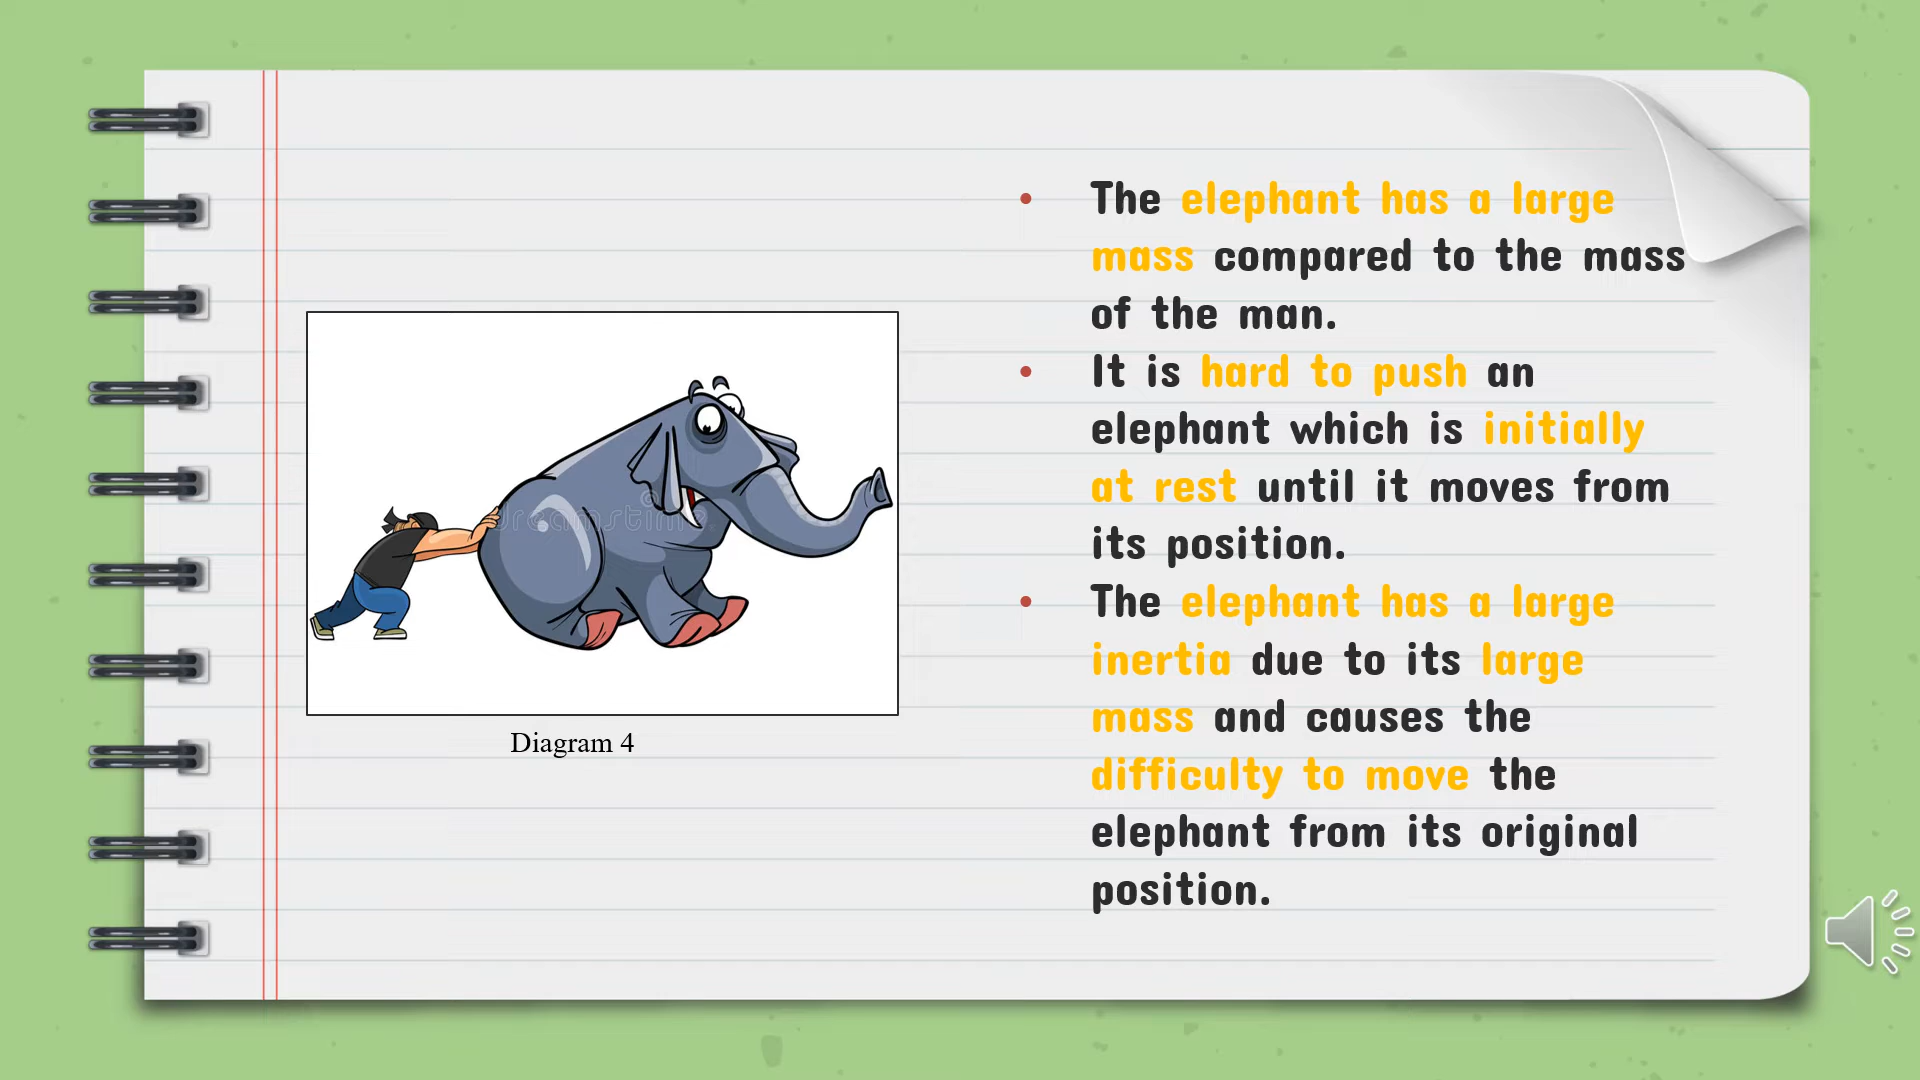 • The elephant has a large
mass compared to the mass
of the man.
• It is hard to push an
elephant which is initially
at rest until it moves from
its position.
• The elephant has a large
inertia due to its large
mass and causes the
difficulty to move the
elephant from its original
position.
dreamstime
Diagram 4